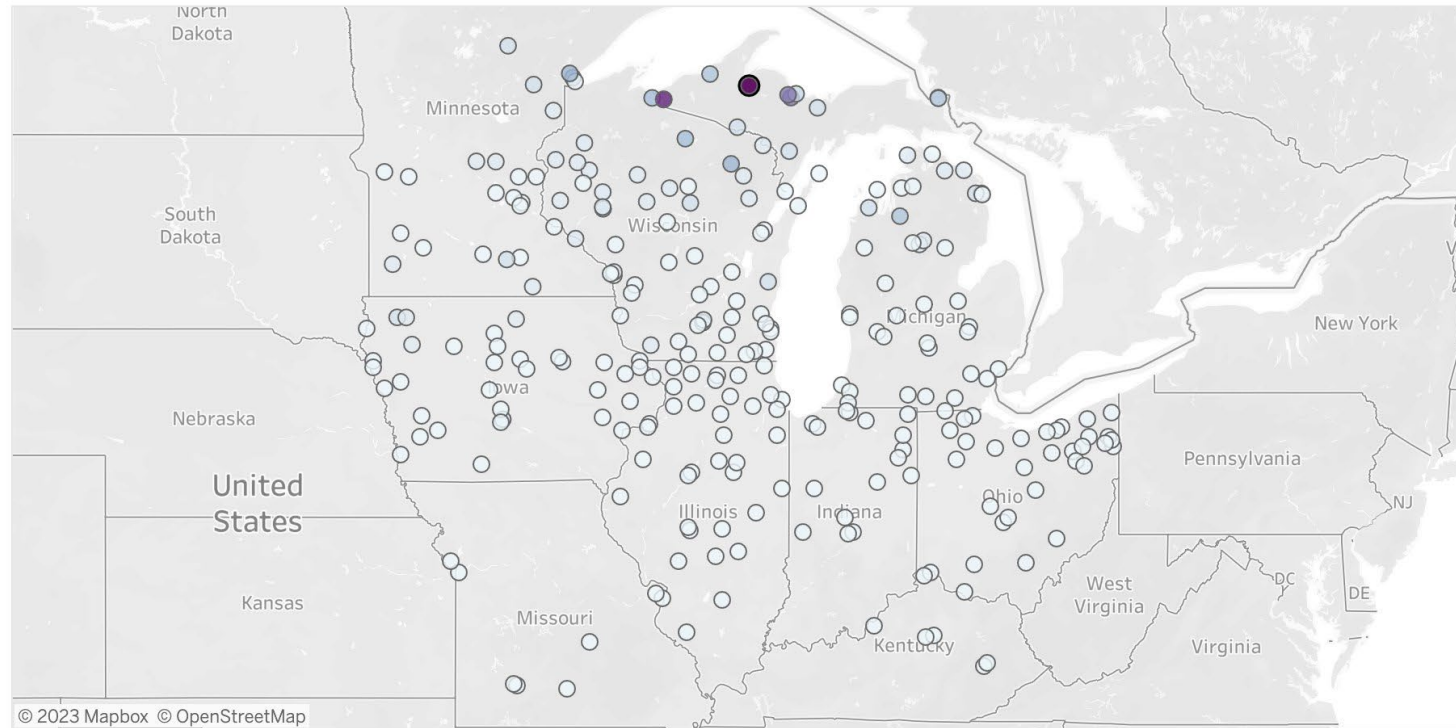 North
Dakota
Minnesota
South
Dakota
Wisconsin
Michigan
New York
Iowa
Nebraska
Pennsylvania
United
States
NJ
Ohio
Illinois
Indiana
Kansas
West
Virginia
DC
DE
Missouri
Kentucky
Virginia
© 2023 Mapbox © OpenStreetMap